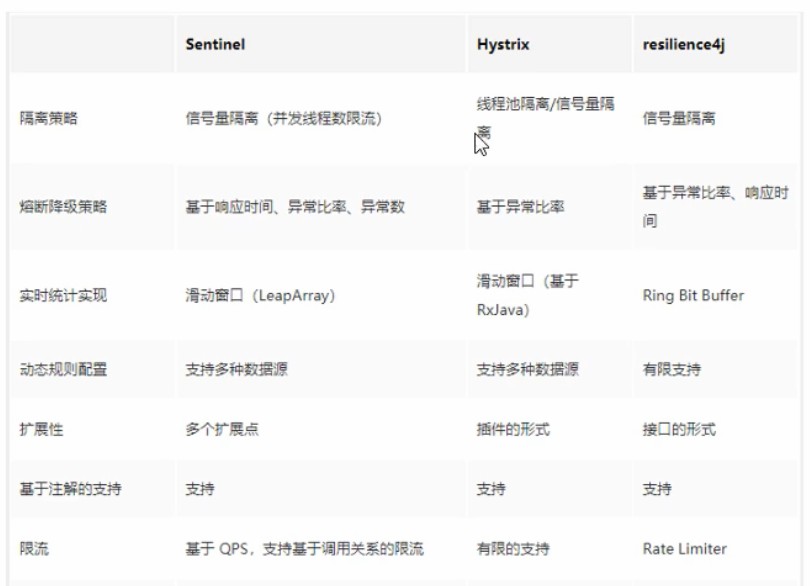 Sentinel Hystrix resilience4j
隔离策略 信号量隔离（并发线程数限流） 线程池隔离/信号量隔 信号量隔离
离
熔断降级策略 基于响应时间、异常比率、异常数 基于异常比率 基于异常比率、响应时
间
实时统计实现 滑动窗口（LeapArray） 滑动窗口（基于 Ring Bit Buffer
RxJava）
动态规则配置 支持多种数据源 支持多种数据源 有限支持
扩展性 多个扩展点 插件的形式 接口的形式
基于注解的支持 支持 支持 支持
限流 基于 QPS，支持基于调用关系的限流 有限的支持 Rate Limiter